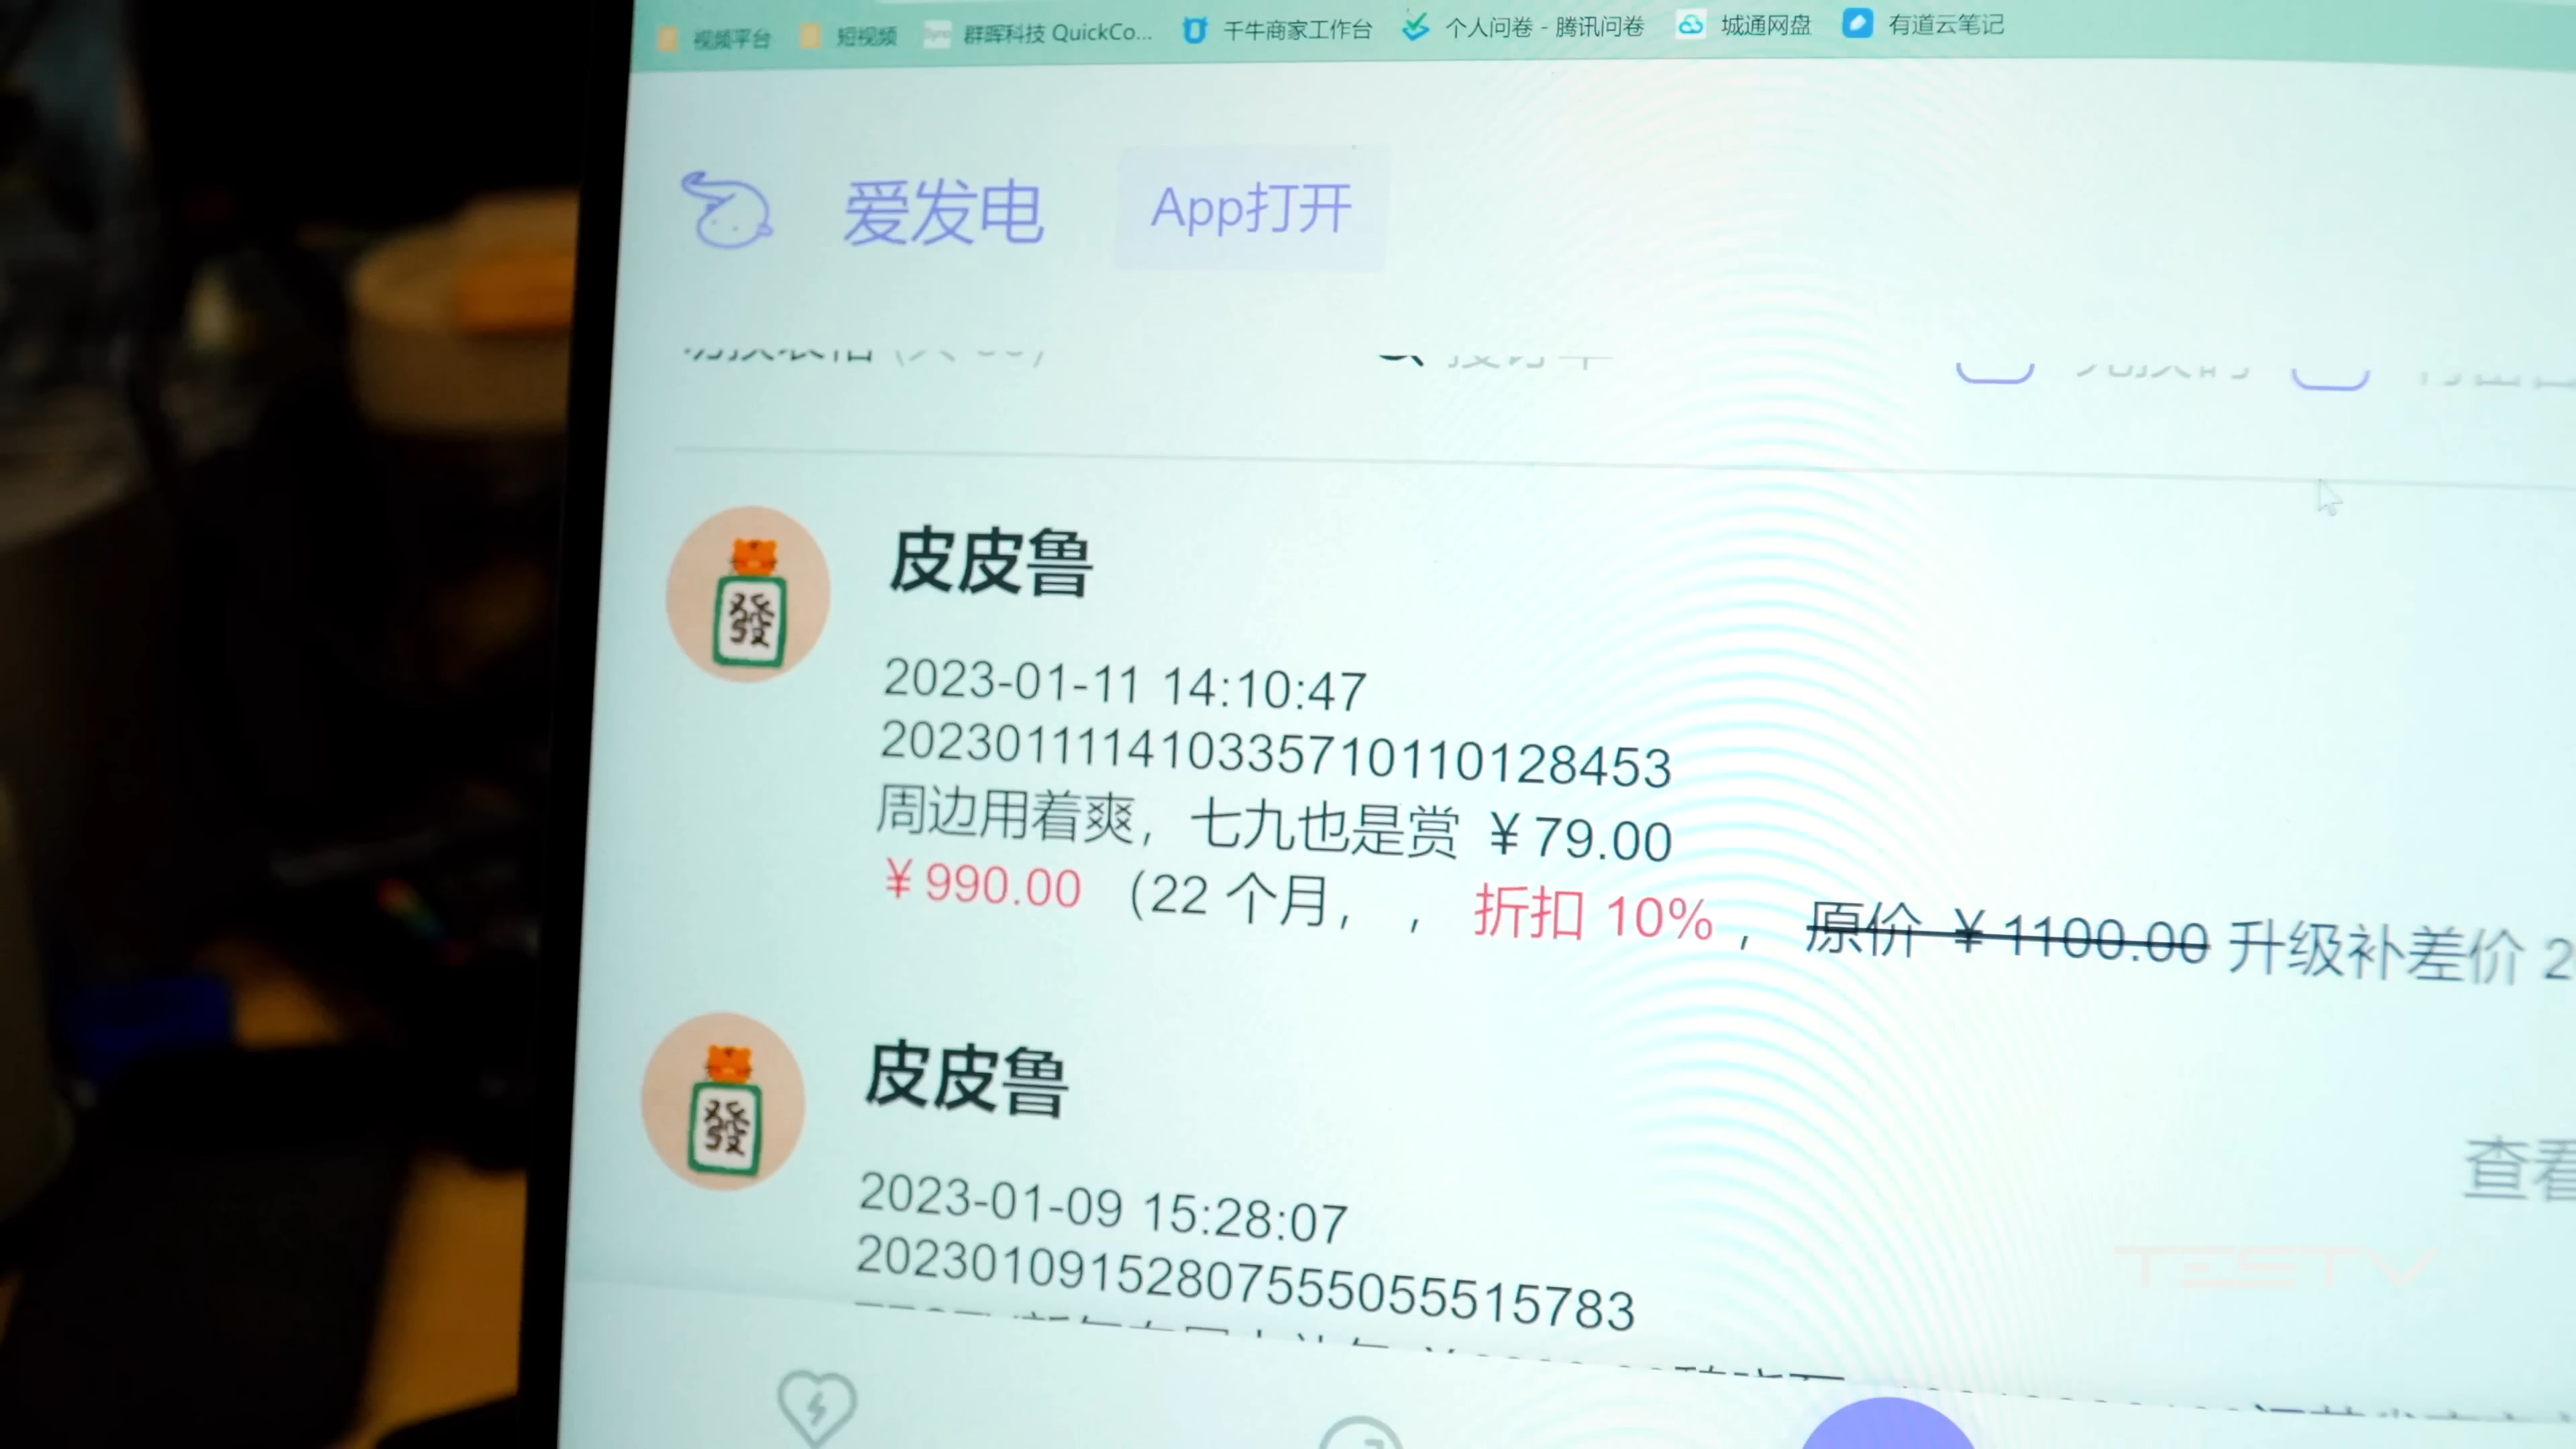 视频平台 短视频 群晖科技 QuickCo... 千牛商家工作台 个人问卷 - 腾讯问卷 城通网盘 有道云笔记
爱发电 App打开
皮皮鲁
發
2023-01-11 14:10:47
202301111410335710110128453
周边用着爽，七九也是赏 ¥79.00
¥990.00 (22 个月， ， 折扣 10%， 原价 ¥1100.00 升级补差价 2
皮皮鲁
發
查看
2023-01-09 15:28:07
202301091528075555055515783
TESTV